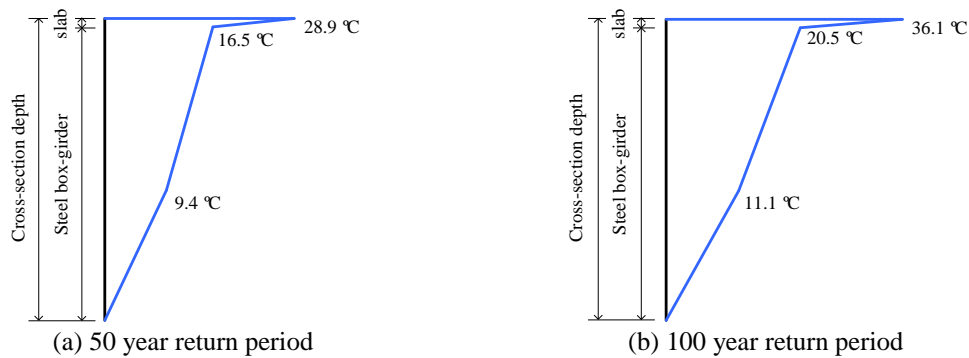 slab
28.9 ℃
16.5 ℃
Cross-section depth
Steel box-girder
9.4 ℃
(a) 50 year return period
slab
36.1 ℃
20.5 ℃
Cross-section depth
Steel box-girder
11.1 ℃
(b) 100 year return period